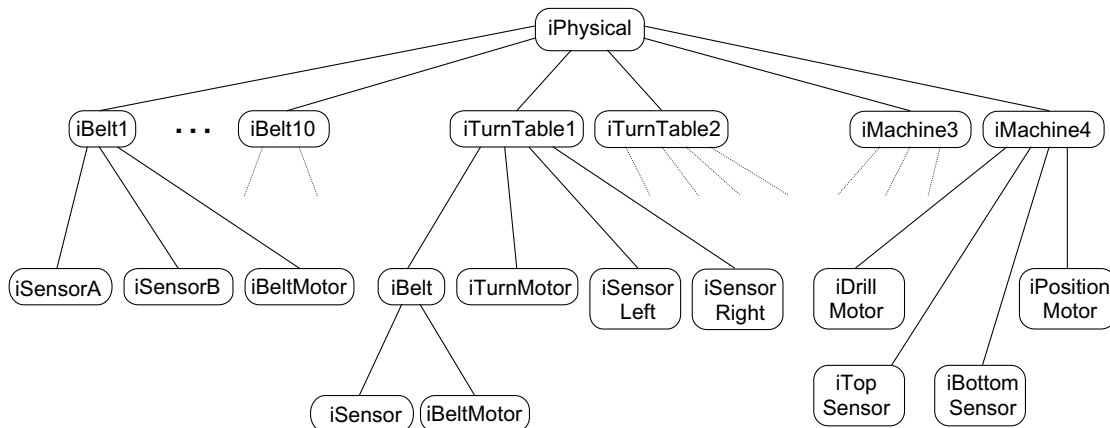 iPhysical
iBelt1
. . .
iBelt10
iTurnTable1
iTurnTable2
iMachine3
iMachine4
iSensorA
iSensorB
iBeltMotor
iBelt
iTurnMotor
iSensor
Left
iSensor
Right
iDrill
Motor
iPosition
Motor
iTop
Sensor
iBottom
Sensor
iSensor
iBeltMotor